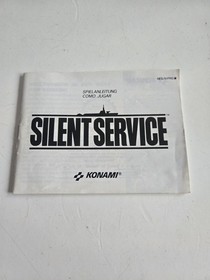 SPIELANLEITUNG
COMO JUGAR
SILENT SERVICE
KONAMI®